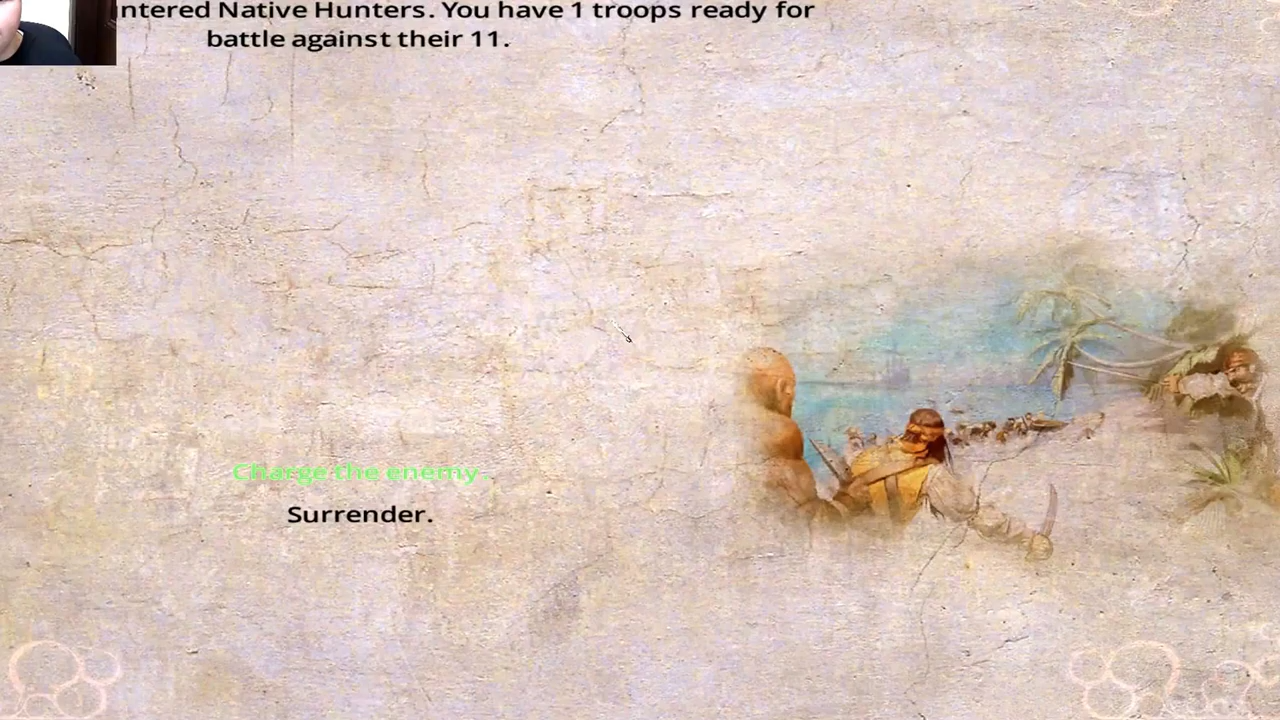 ntered Native Hunters. You have 1 troops ready for
battle against their 11.
Charge the enemy.
Surrender.